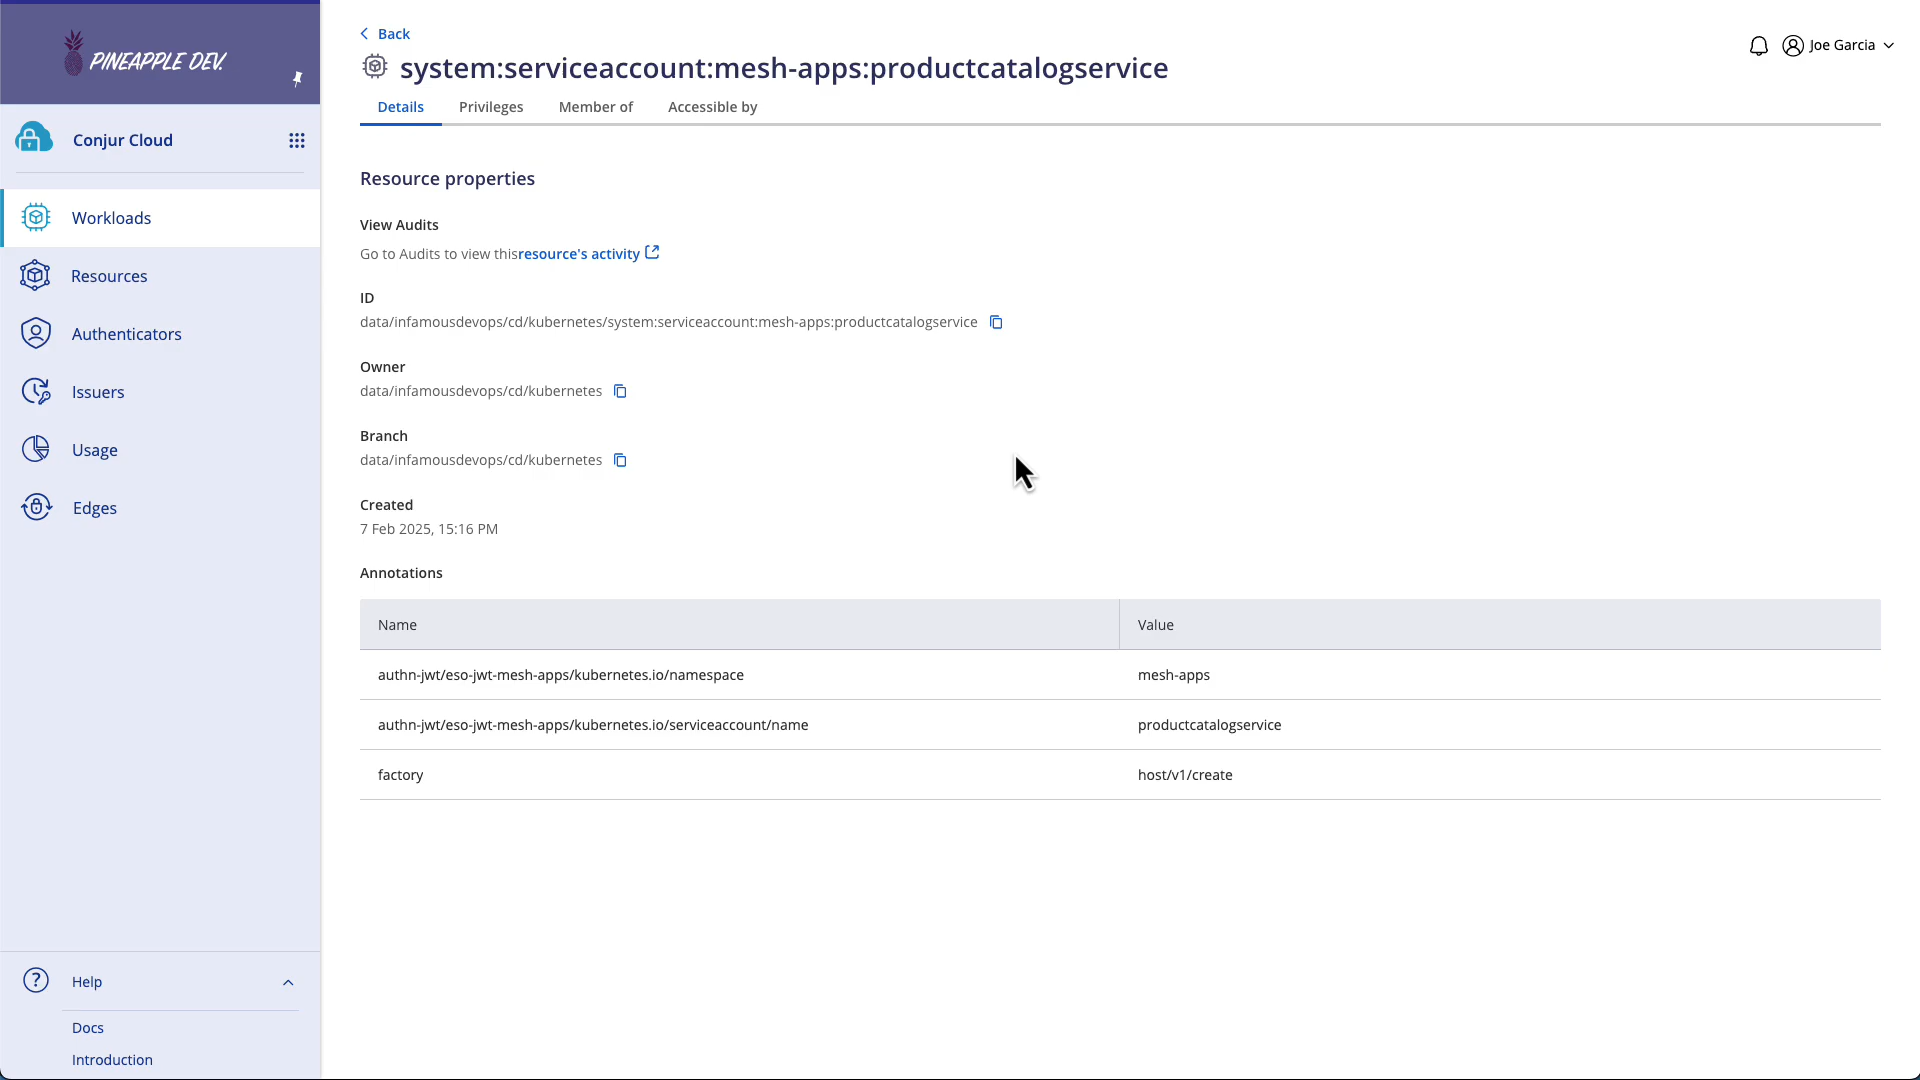 PINEAPPLE DEV.
Conjur Cloud
Workloads
Resources
Authenticators
Issuers
Usage
Edges
Help
Docs
Introduction
Back
Joe Garcia
system:serviceaccount:mesh-apps:productcatalogservice
Details Privileges Member of Accessible by
Resource properties
View Audits
Go to Audits to view thisresource's activity
ID
data/infamousdevops/cd/kubernetes/system:serviceaccount:mesh-apps:productcatalogservice
Owner
data/infamousdevops/cd/kubernetes
Branch
data/infamousdevops/cd/kubernetes
Created
7 Feb 2025, 15:16 PM
Annotations
Name Value
authn-jwt/eso-jwt-mesh-apps/kubernetes.io/namespace mesh-apps
authn-jwt/eso-jwt-mesh-apps/kubernetes.io/serviceaccount/name productcatalogservice
factory host/v1/create